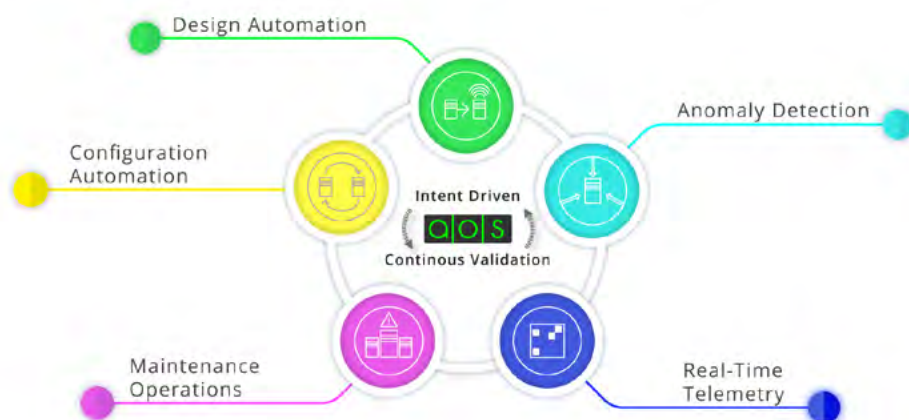 Design Automation
Anomaly Detection
Configuration
Automation
Intent Driven
aos
Continous Validation
Maintenance
Operations
Real-Time
Telemetry